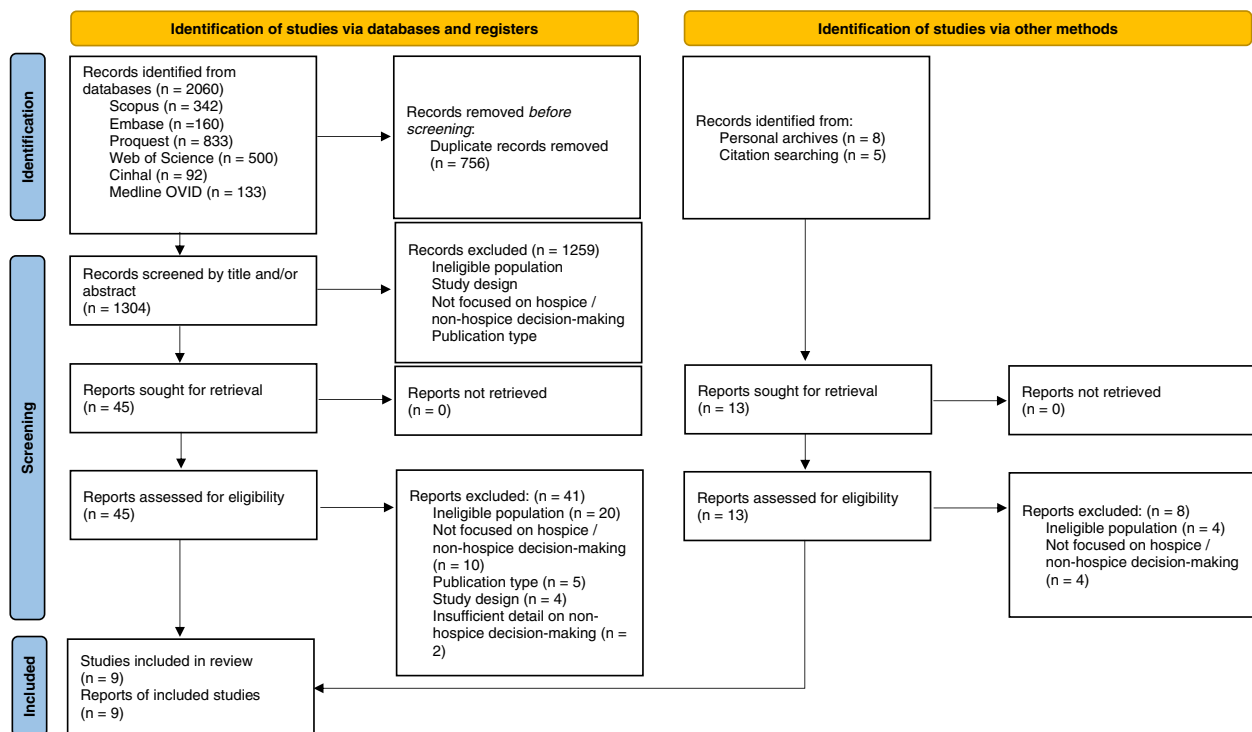 Identification of studies via databases and registers
Identification of studies via other methods
Identification
Records identified from
databases (n = 2060)
Scopus (n = 342)
Embase (n =160)
Proquest (n = 833)
Web of Science (n = 500)
Cinhal (n = 92)
Medline OVID (n = 133)
Records removed before
screening:
Duplicate records removed
(n = 756)
Records identified from:
Personal archives (n = 8)
Citation searching (n = 5)
Screening
Records screened by title and/or
abstract
(n = 1304)
Records excluded (n = 1259)
Ineligible population
Study design
Not focused on hospice /
non-hospice decision-making
Publication type
Reports sought for retrieval
(n = 45)
Reports not retrieved
(n = 0)
Reports sought for retrieval
(n = 13)
Reports not retrieved
(n = 0)
Reports assessed for eligibility
(n = 45)
Reports excluded: (n = 41)
Ineligible population (n = 20)
Not focused on hospice /
non-hospice decision-making
(n = 10)
Publication type (n = 5)
Study design (n = 4)
Insufficient detail on non-
hospice decision-making (n =
2)
Reports assessed for eligibility
(n = 13)
Reports excluded: (n = 8)
Ineligible population (n = 4)
Not focused on hospice /
non-hospice decision-making
(n = 4)
Included
Studies included in review
(n = 9)
Reports of included studies
(n = 9)